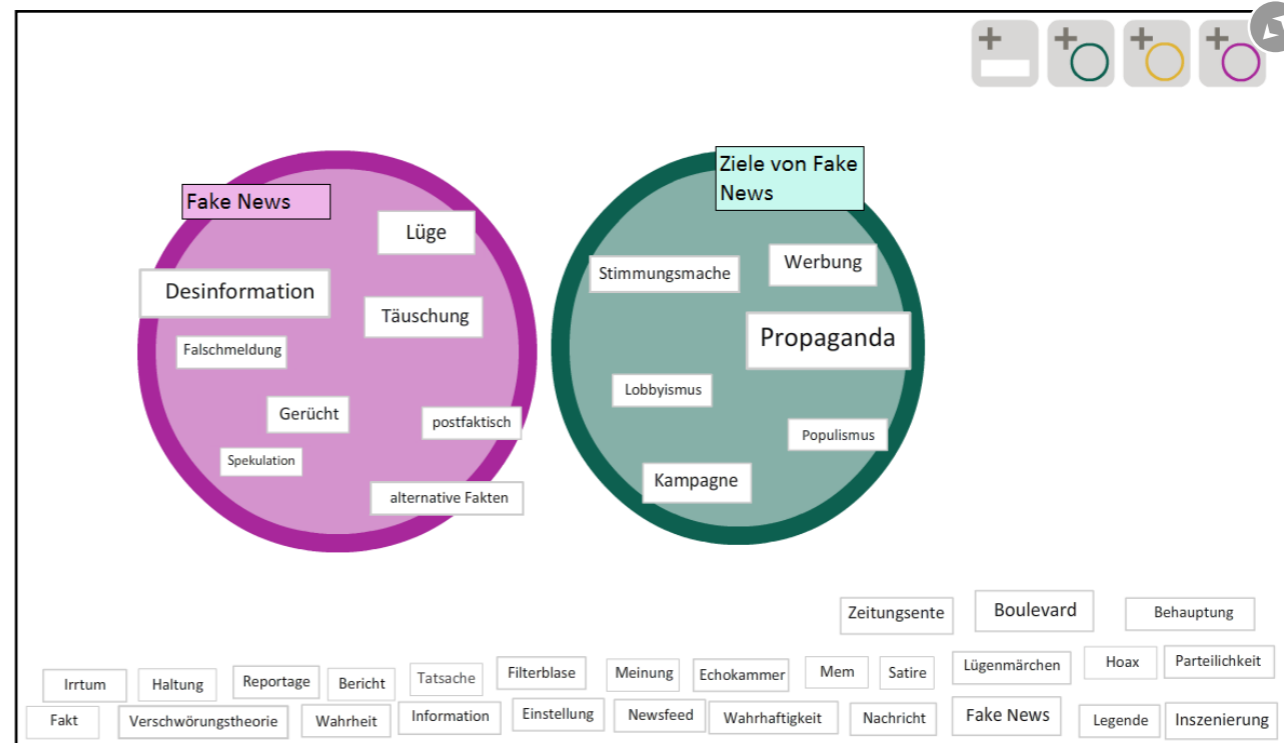 Fake News
Lüge
Desinformation
Täuschung
Falschmeldung
Gerücht
postfaktisch
Spekulation
alternative Fakten
Ziele von Fake
News
Stimmungsmache
Werbung
Propaganda
Lobbyismus
Populismus
Kampagne
Zeitungsente
Boulevard
Behauptung
Irrtum
Haltung
Reportage
Bericht
Tatsache
Filterblase
Meinung
Echokammer
Mem
Satire
Lügenmärchen
Hoax
Parteilichkeit
Fakt
Verschwörungstheorie
Wahrheit
Information
Einstellung
Newsfeed
Wahrhaftigkeit
Nachricht
Fake News
Legende
Inszenierung